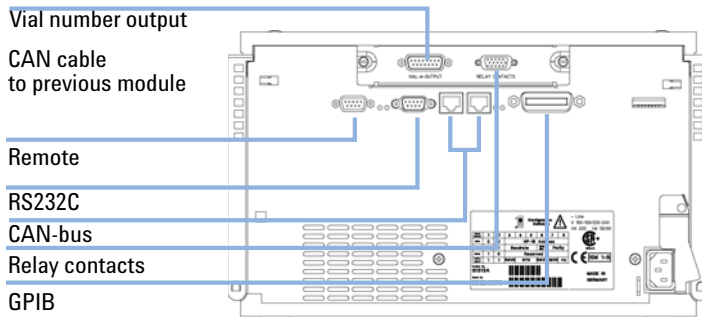 Vial number output
CAN cable
to previous module
Remote
RS232C
CAN-bus
Relay contacts
GPIB
VIAL-#-OUTPUT
RELAY CONTACTS
MADE IN
GERMANY